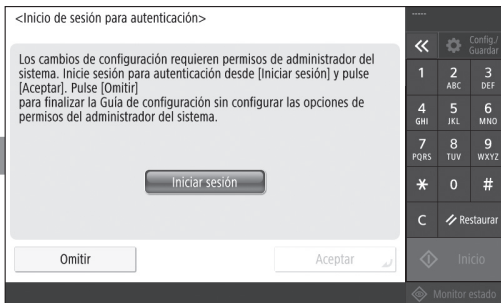 <Inicio de sesión para autenticación>
Los cambios de configuración requieren permisos de administrador del
sistema. Inicie sesión para autenticación desde [Iniciar sesión] y pulse
[Aceptar]. Pulse [Omitir]
para finalizar la Guía de configuración sin configurar las opciones de
permisos del administrador del sistema.
Iniciar sesión
Omitir
Aceptar
-----
Config./
Guardar
1 2 3
ABC DEF
4 5 6
GHI JKL MNO
7 8 9
PQRS TUV WXYZ
* 0 #
C Restaurar
Inicio
Monitor estado